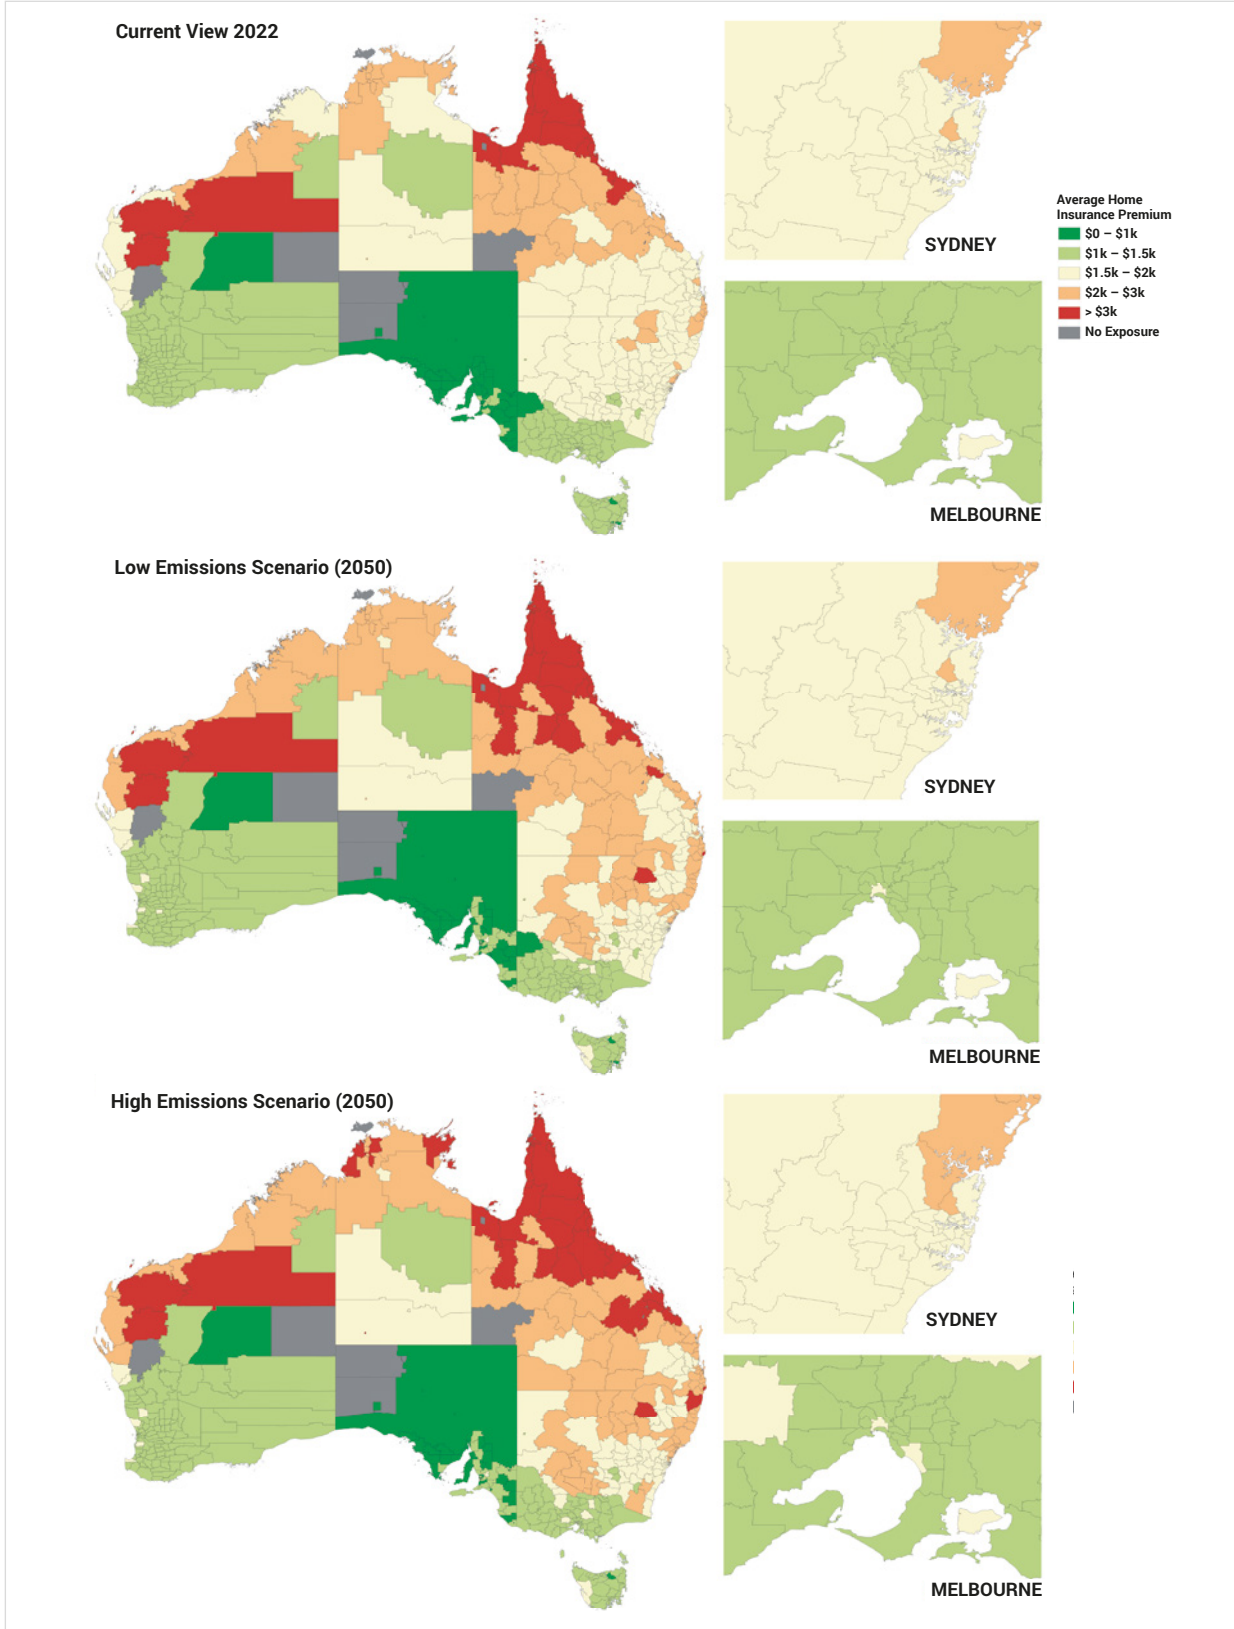 Current View 2022
SYDNEY
Average Home
Insurance Premium
$0 – $1k
$1k – $1.5k
$1.5k – $2k
$2k – $3k
> $3k
No Exposure
MELBOURNE
Low Emissions Scenario (2050)
SYDNEY
MELBOURNE
High Emissions Scenario (2050)
SYDNEY
MELBOURNE